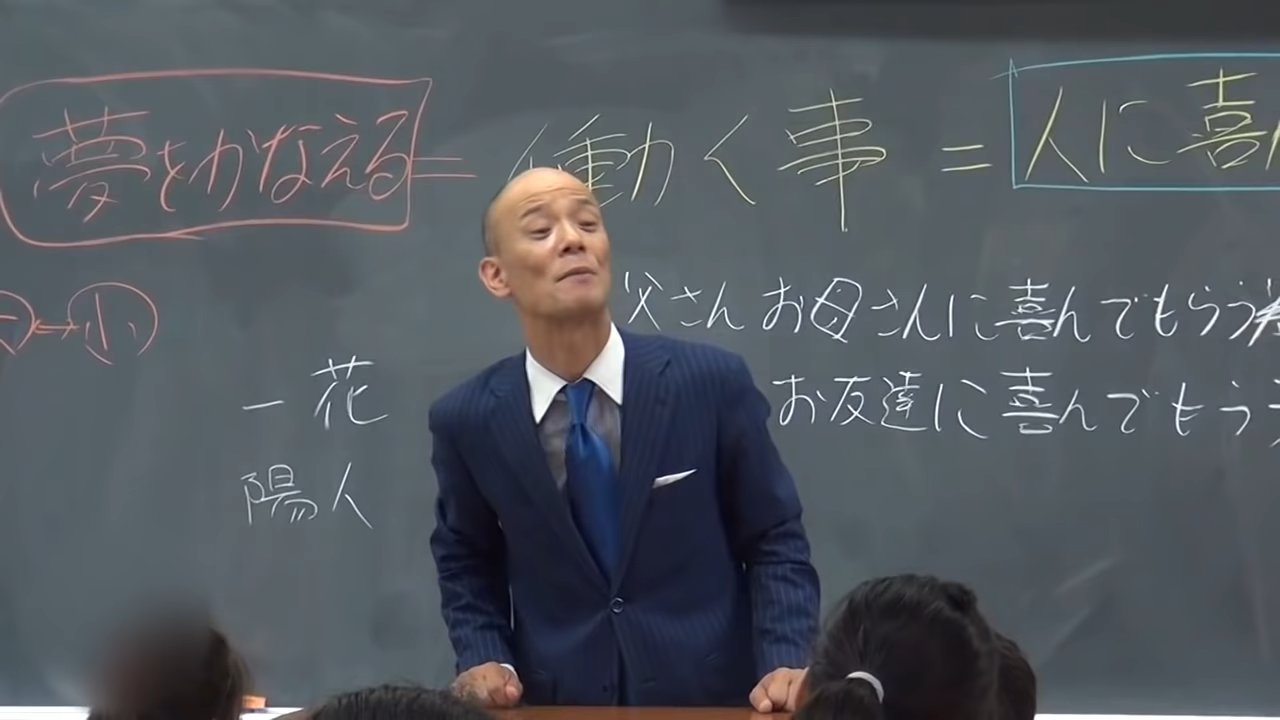 夢をかなえる＝働く事＝人に喜
父さんお母さんに喜んでもらう
お友達に喜んでもらう
↔小
一花
陽人